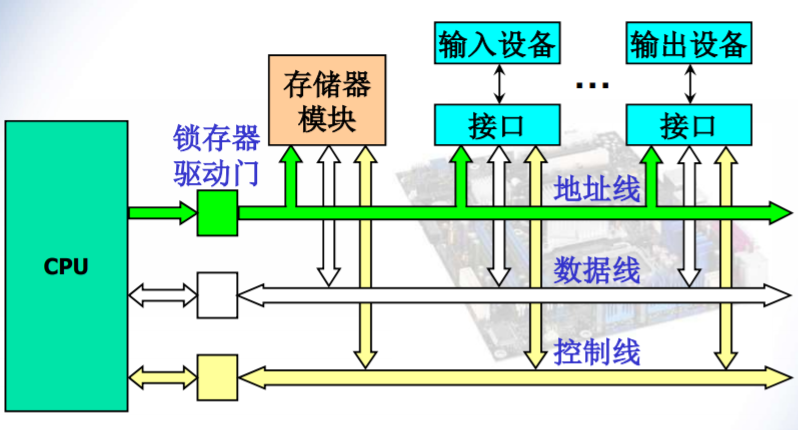 输入设备
输出设备
存储器
模块
...
接口
接口
锁存器
驱动门
地址线
CPU
数据线
控制线